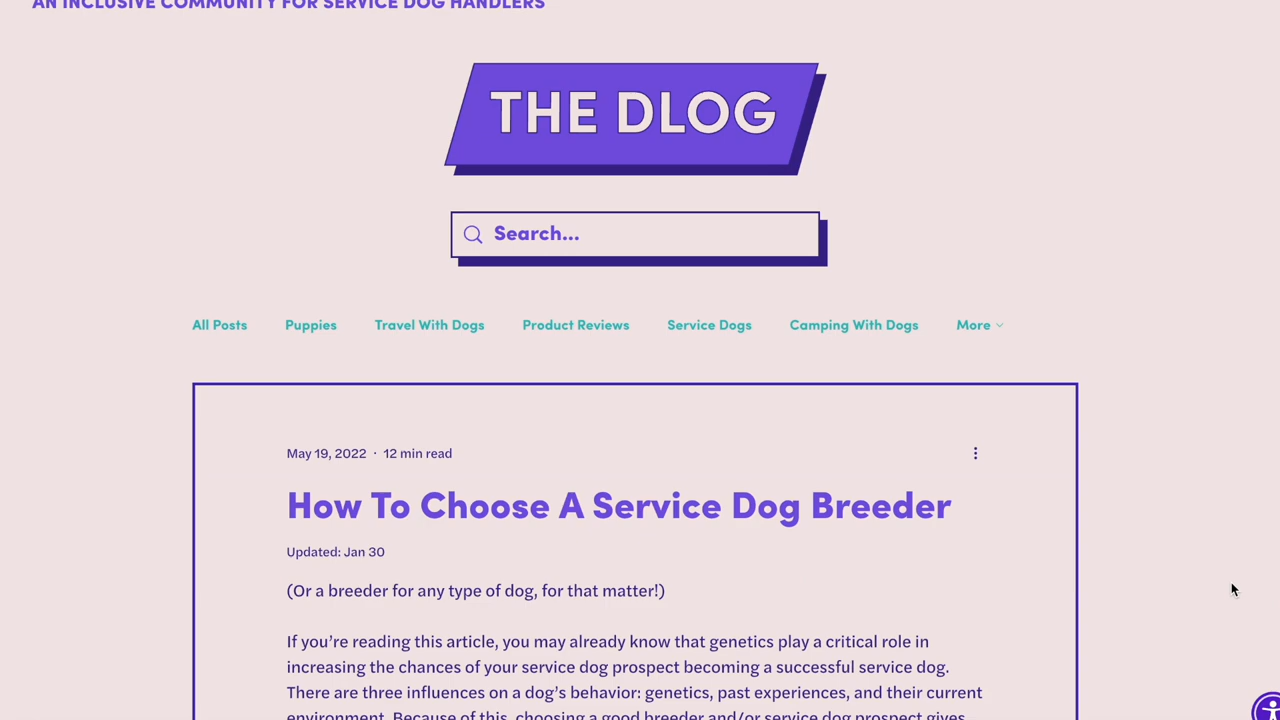 AN INCLUSIVE COMMUNITY FOR SERVICE DOG HANDLERS
THE DLOG
Search...
All Posts Puppies Travel With Dogs Product Reviews Service Dogs Camping With Dogs More
May 19, 2022 · 12 min read
How To Choose A Service Dog Breeder
Updated: Jan 30
(Or a breeder for any type of dog, for that matter!)
If you’re reading this article, you may already know that genetics play a critical role in
increasing the chances of your service dog prospect becoming a successful service dog.
There are three influences on a dog’s behavior: genetics, past experiences, and their current
environment. Because of this, choosing a good breeder and/or service dog prospect gives